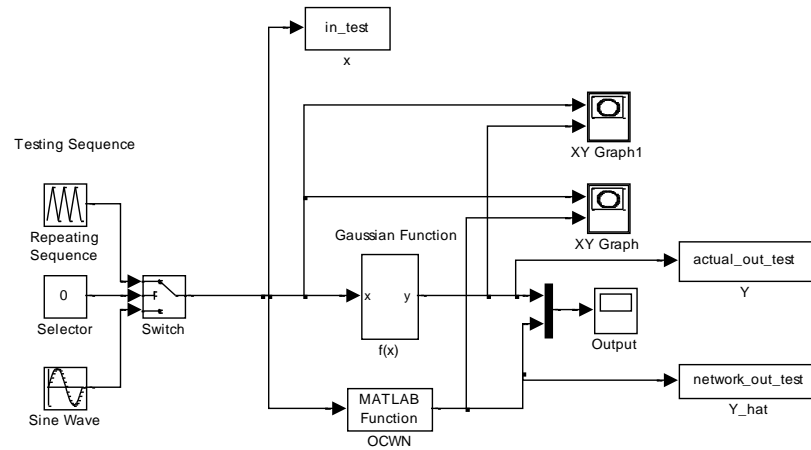 in_test
x
Testing Sequence
XY Graph1
Repeating
Sequence
Gaussian Function
XY Graph
x
y
actual_out_test
Y
0
Selector
Switch
f(x)
Output
Sine Wave
MATLAB
Function
OCWN
network_out_test
Y_hat